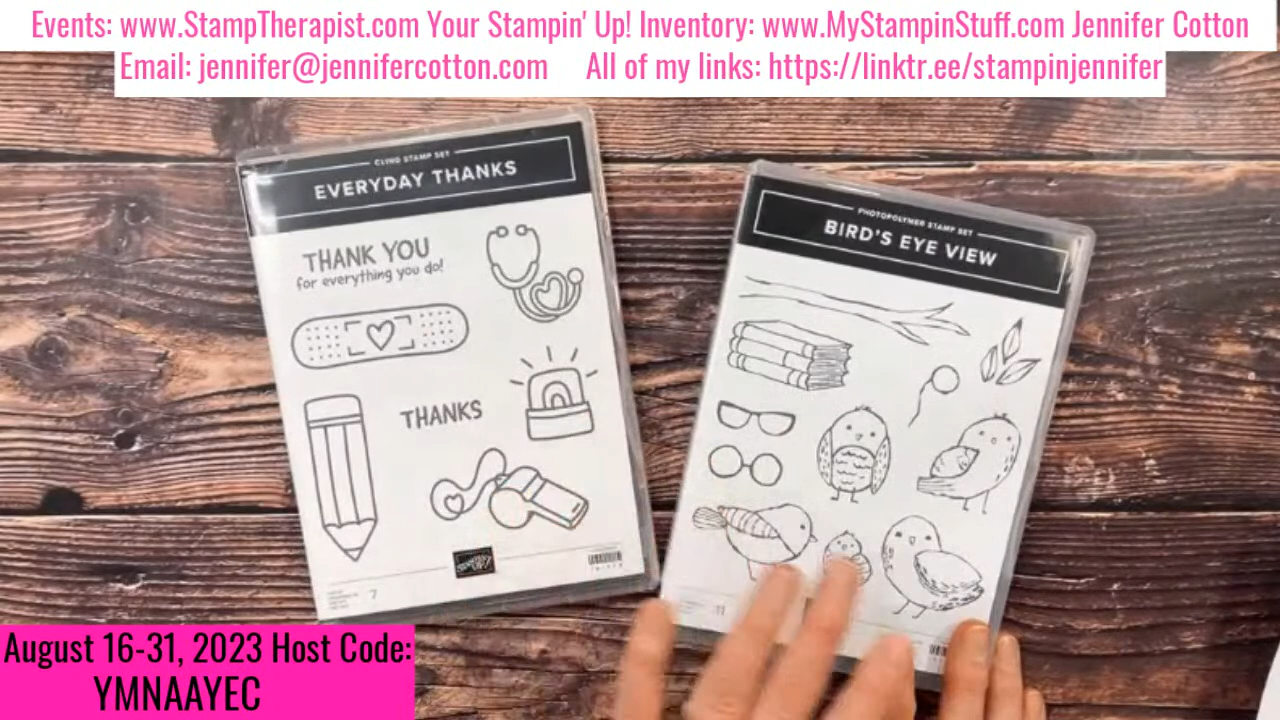 Events: www.StampTherapist.com Your Stampin' Up! Inventory: www.MyStampinStuff.com Jennifer Cotton
Email: jennifer@jennifercotton.com All of my links: https://linktr.ee/stampinjennifer
CLING STAMP SET
EVERYDAY THANKS
THANK YOU
for everything you do!
THANKS
7
PHOTOPOLYMER STAMP SET
BIRD'S EYE VIEW
11
August 16-31, 2023 Host Code:
YMNAAYEC